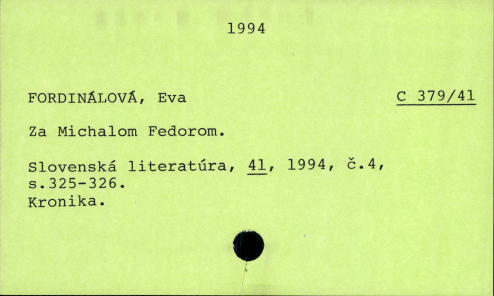 1994
FORDINÁLOVÁ, Eva C 379/41
Za Michalom Fedorom.
Slovenská literatúra, 41, 1994, č.4,
s.325-326.
Kronika.